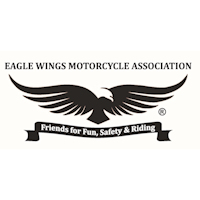 EAGLE WINGS MOTORCYCLE ASSOCIATION
®
Friends for Fun, Safety & Riding